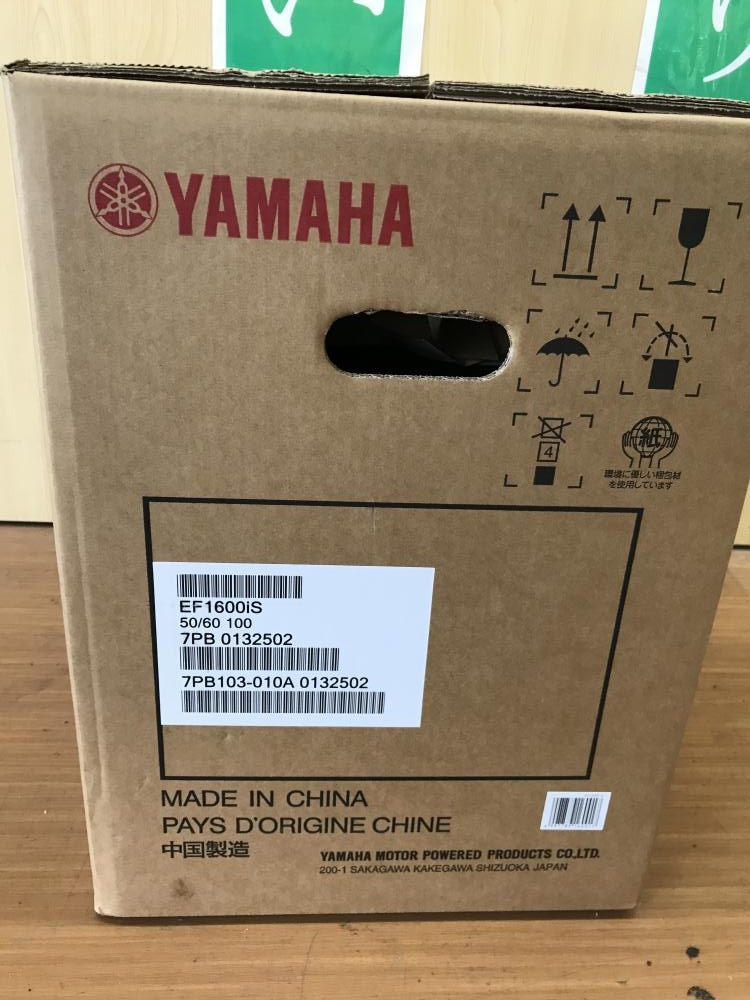 YAMAHA
4
紙
環境に優しい梱包材
を使用しています
EF1600iS
50/60 100
7PB 0132502
7PB103-010A 0132502
MADE IN CHINA
PAYS D'ORIGINE CHINE
中国製造
YAMAHA MOTOR POWERED PRODUCTS CO.,LTD.
200-1 SAKAGAWA KAKEGAWA SHIZUOKA JAPAN